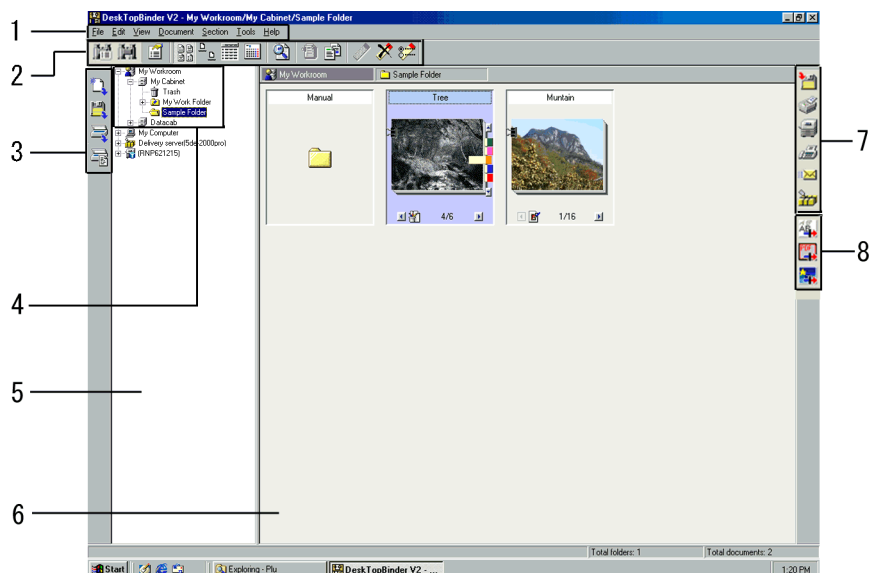 DeskTopBinder V2 - My Workroom/My Cabinet/Sample Folder
File Edit View Document Section Tools Help
1
2
3
4
5
6
7
8
My Workroom
My Cabinet
Trash
My Work Folder
Sample Folder
Datacab
My Computer
Delivery server(5de-2000pro)
(RNP621215)
My Workroom Sample Folder
Manual Tree Muntain
4/6 1/16
Total folders: 1 Total documents: 2
Start Exploring - Plu DeskTopBinder V2 - ... 1:20 PM